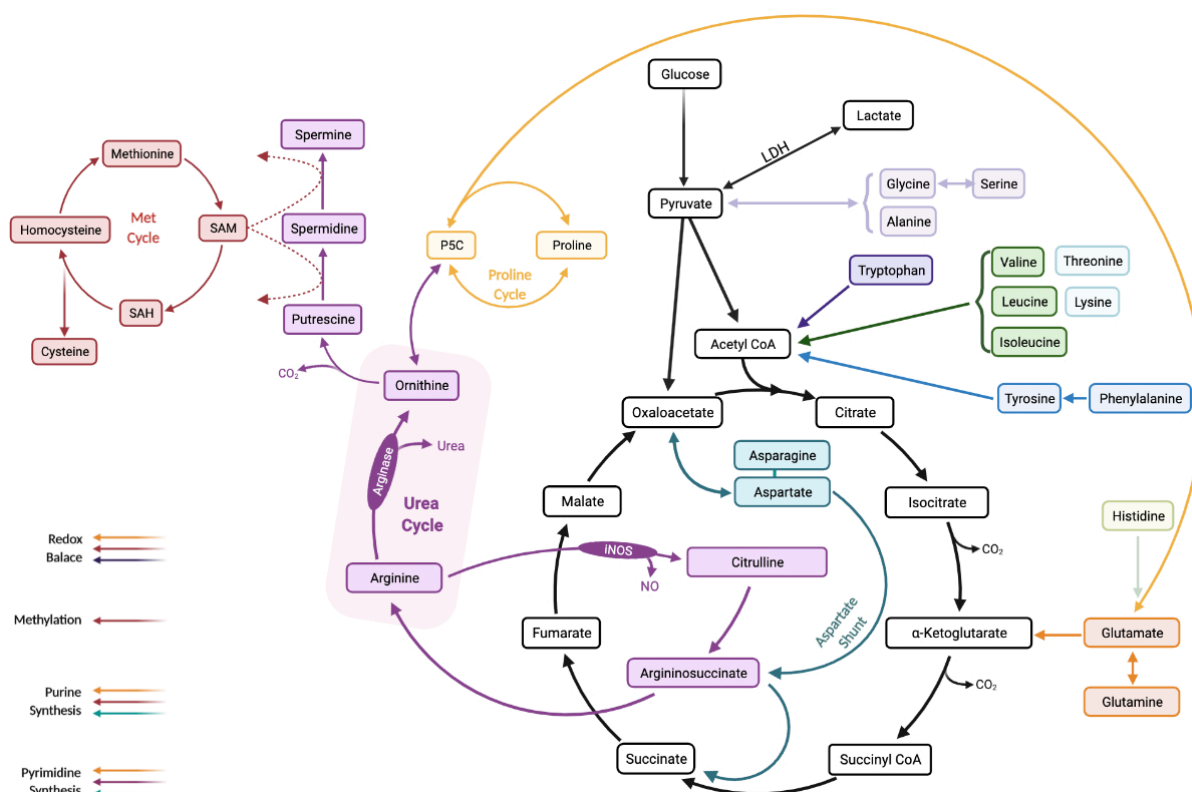 Glucose
Lactate
LDH
Pyruvate
Glycine
Serine
Alanine
Spermine
Methionine
Met
Cycle
Homocysteine
SAM
Spermidine
SAH
Putrescine
Cysteine
CO₂
P5C
Proline
Proline
Cycle
Tryptophan
Valine
Threonine
Leucine
Lysine
Isoleucine
Acetyl CoA
Tyrosine
Phenylalanine
Ornithine
Oxaloacetate
Citrate
Arginase
Urea
Urea
Cycle
Asparagine
Aspartate
Malate
Isocitrate
Histidine
CO₂
Redox
Balace
iNOS
NO
Citrulline
Arginine
Methylation
Fumarate
Aspartate
Shunt
α-Ketoglutarate
Glutamate
Argininosuccinate
CO₂
Glutamine
Purine
Synthesis
Succinate
Succinyl CoA
Pyrimidine
Synthesis